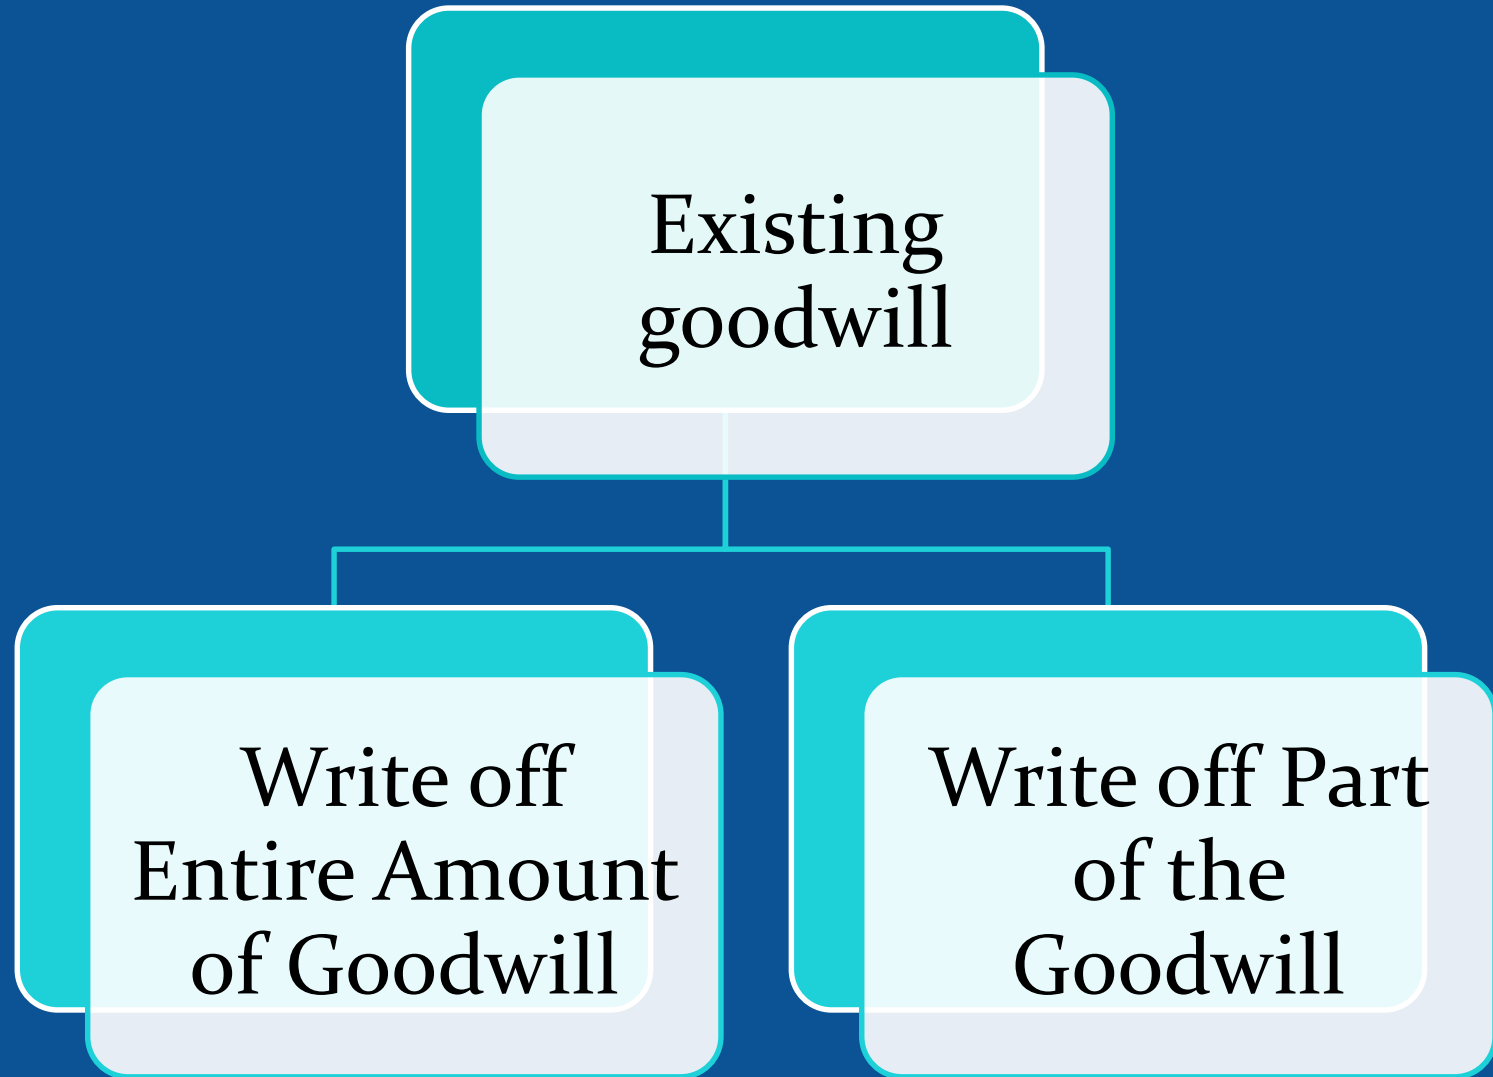 Existing
goodwill
Write off
Entire Amount
of Goodwill
Write off Part
of the
Goodwill